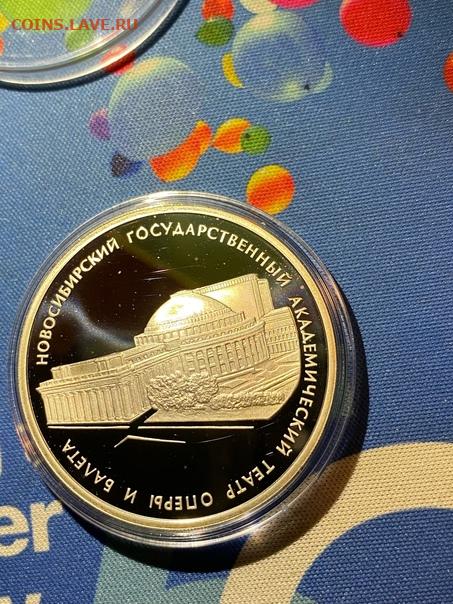 COINS.LAVE.RU
НОВОСИБИРСКИЙ ГОСУДАРСТВЕННЫЙ АКАДЕМИЧЕСКИЙ ТЕАТР ОПЕРЫ И БАЛЕТА